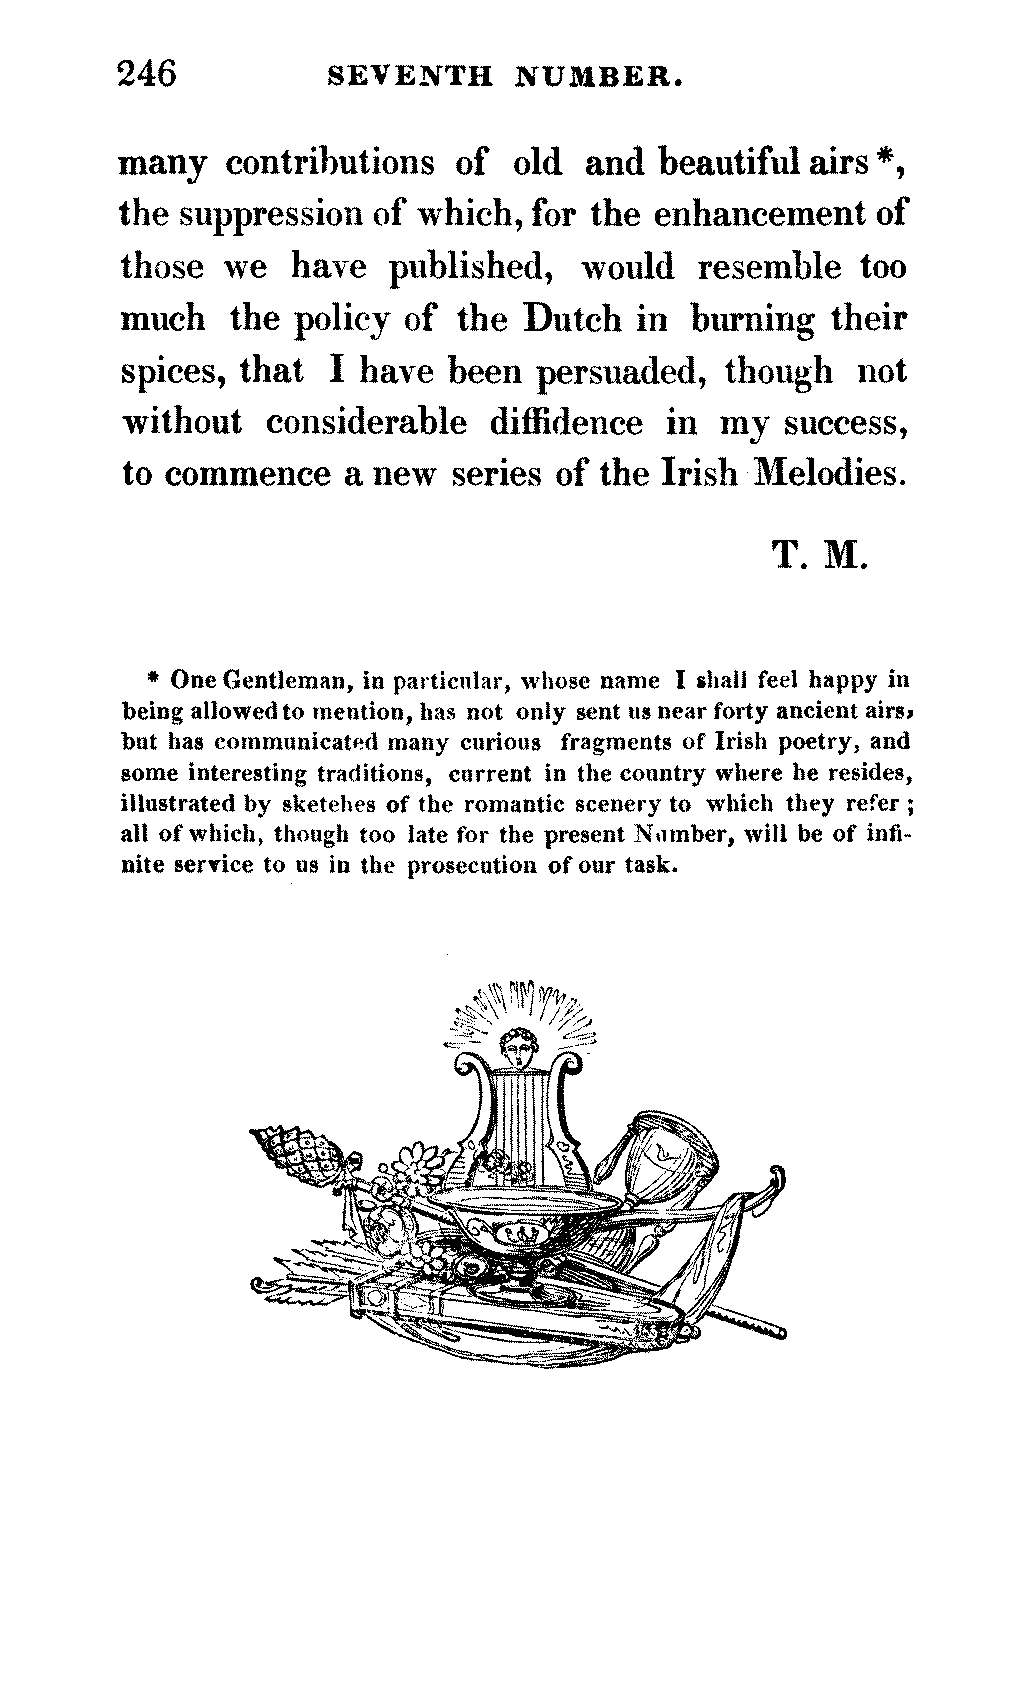 246 SEVENTH NUMBER.
many contributions of old and beautiful airs *,
the suppression of which, for the enhancement of
those we have published, would resemble too
much the policy of the Dutch in burning their
spices, that I have been persuaded, though not
without considerable diffidence in my success,
to commence a new series of the Irish Melodies.
T. M.
* One Gentleman, in particular, whose name I shall feel happy in
being allowed to mention, has not only sent us near forty ancient airs,
but has communicated many curious fragments of Irish poetry, and
some interesting traditions, current in the country where he resides,
illustrated by sketches of the romantic scenery to which they refer ;
all of which, though too late for the present Number, will be of infi-
nite service to us in the prosecution of our task.